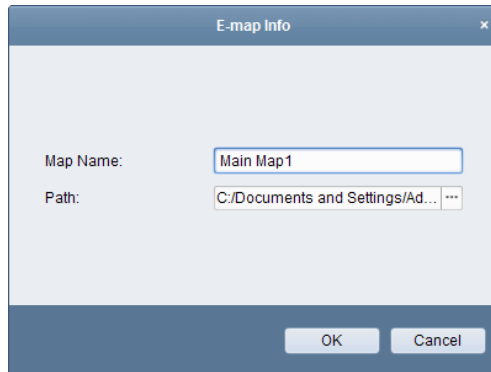 E-map Info ×
Map Name: Main Map1
Path: C:/Documents and Settings/Ad... ...
OK Cancel